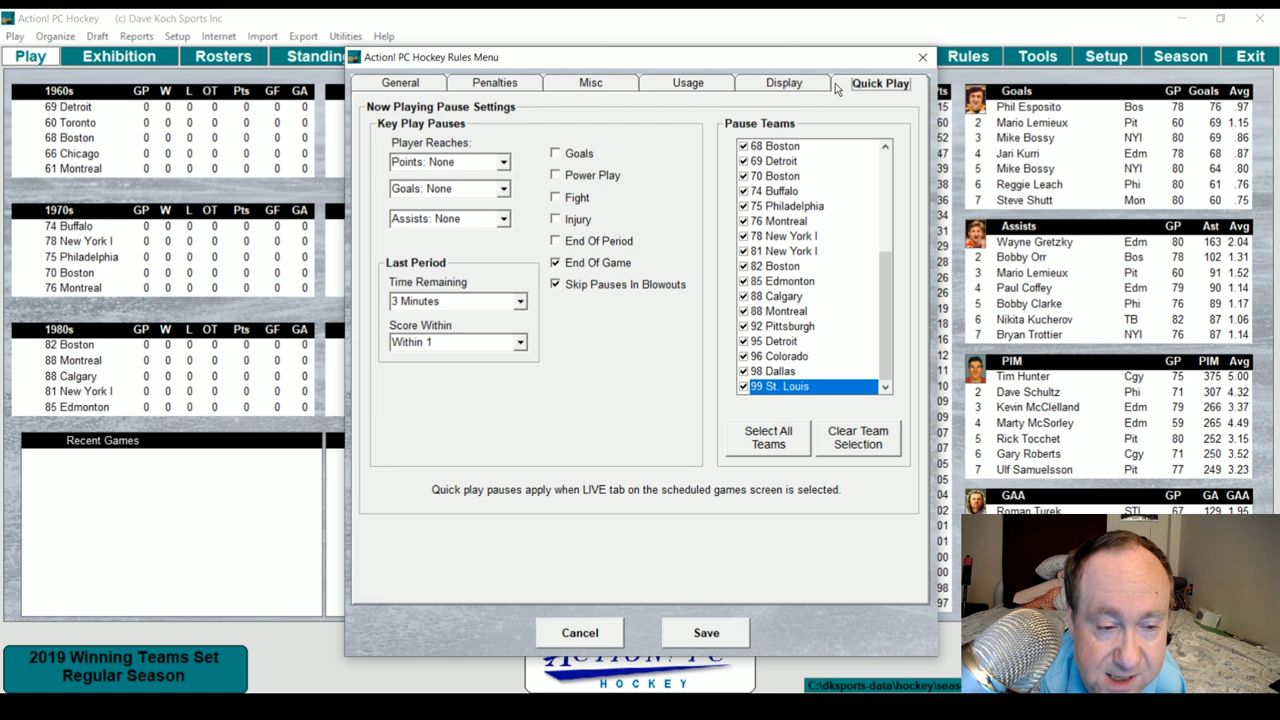 Action! PC Hockey (c) Dave Koch Sports Inc
Play Organize Draft Reports Setup Internet Import Export Utilities Help
Play Exhibition Rosters Standin Rules Tools Setup Season Exit
Action! PC Hockey Rules Menu
General Penalties Misc Usage Display Quick Play
Now Playing Pause Settings
Key Play Pauses
Player Reaches:
Points: None
Goals: None
Assists: None
Goals
Power Play
Fight
Injury
End Of Period
End Of Game
Skip Pauses In Blowouts
Last Period
Time Remaining
3 Minutes
Score Within
Within 1
Pause Teams
68 Boston
69 Detroit
70 Boston
74 Buffalo
75 Philadelphia
76 Montreal
78 New York I
81 New York I
82 Boston
85 Edmonton
88 Calgary
88 Montreal
92 Pittsburgh
95 Detroit
96 Colorado
98 Dallas
99 St. Louis
Select All
Teams
Clear Team
Selection
Quick play pauses apply when LIVE tab on the scheduled games screen is selected.
Cancel Save
1960s GP W L OT Pts GF GA
69 Detroit 0 0 0 0 0 0 0
60 Toronto 0 0 0 0 0 0 0
68 Boston 0 0 0 0 0 0 0
66 Chicago 0 0 0 0 0 0 0
61 Montreal 0 0 0 0 0 0 0
1970s GP W L OT Pts GF GA
74 Buffalo 0 0 0 0 0 0 0
78 New York I 0 0 0 0 0 0 0
75 Philadelphia 0 0 0 0 0 0 0
70 Boston 0 0 0 0 0 0 0
76 Montreal 0 0 0 0 0 0 0
1980s GP W L OT Pts GF GA
82 Boston 0 0 0 0 0 0 0
88 Montreal 0 0 0 0 0 0 0
88 Calgary 0 0 0 0 0 0 0
81 New York I 0 0 0 0 0 0 0
85 Edmonton 0 0 0 0 0 0 0
Recent Games
2019 Winning Teams Set
Regular Season
HOCKEY
Goals GP Goals Avg
Phil Esposito Bos 78 76 .97
2 Mario Lemieux Pit 60 69 1.15
3 Mike Bossy NYI 80 69 .86
4 Jari Kurri Edm 78 68 .87
5 Mike Bossy NYI 80 64 .80
6 Reggie Leach Phi 80 61 .76
7 Steve Shutt Mon 80 60 .75
Assists GP Ast Avg
Wayne Gretzky Edm 80 163 2.04
2 Bobby Orr Bos 78 102 1.31
3 Mario Lemieux Pit 60 91 1.52
4 Paul Coffey Edm 79 90 1.14
5 Bobby Clarke Phi 76 89 1.17
6 Nikita Kucherov TB 82 87 1.06
7 Bryan Trottier NYI 76 87 1.14
PIM GP PIM Avg
Tim Hunter Cgy 75 375 5.00
2 Dave Schultz Phi 71 307 4.32
3 Kevin McClelland Edm 79 266 3.37
4 Marty McSorley Edm 59 265 4.49
5 Rick Tocchet Pit 80 252 3.15
6 Gary Roberts Cgy 71 250 3.52
7 Ulf Samuelsson Pit 77 249 3.23
GAA GP GA GAA
Roman Turek STL 67 129 1.95
C:\dksports-data\hockey\seas